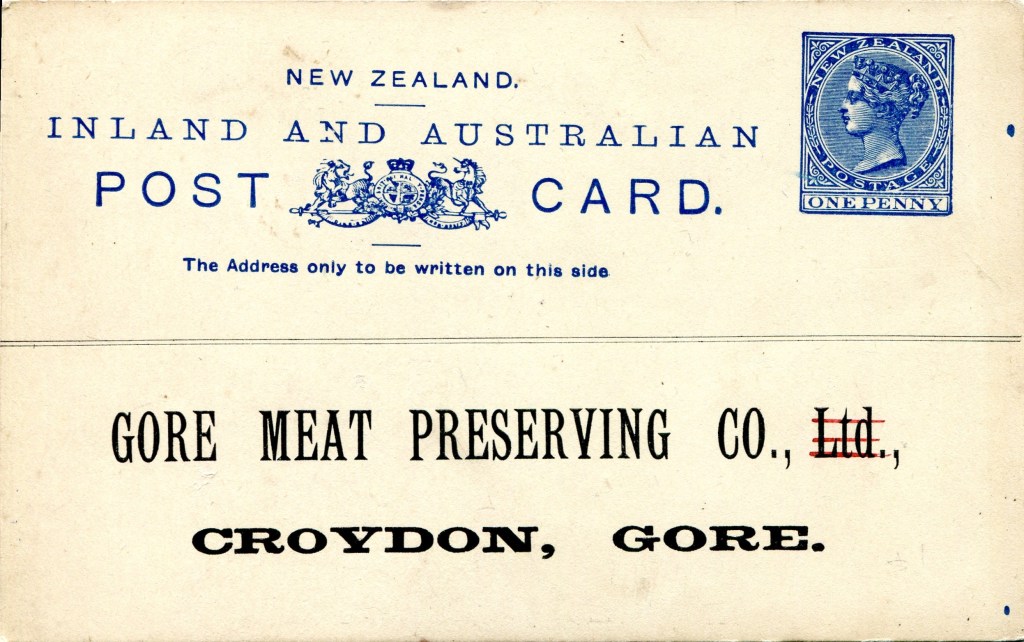 NEW ZEALAND.
INLAND AND AUSTRALIAN
POST CARD.
The Address only to be written on this side
NEW ZEALAND
POSTAGE
ONE PENNY
GORE MEAT PRESERVING CO., Ltd.,
CROYDON, GORE.